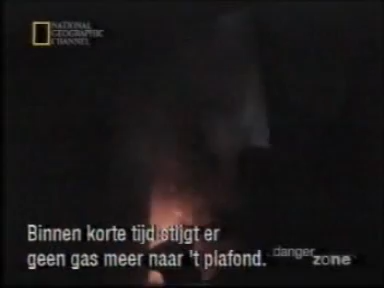 NATIONAL
GEOGRAPHIC
CHANNEL
Binnen korte tijd stijgt er
geen gas meer naar 't plafond.
danger
zone